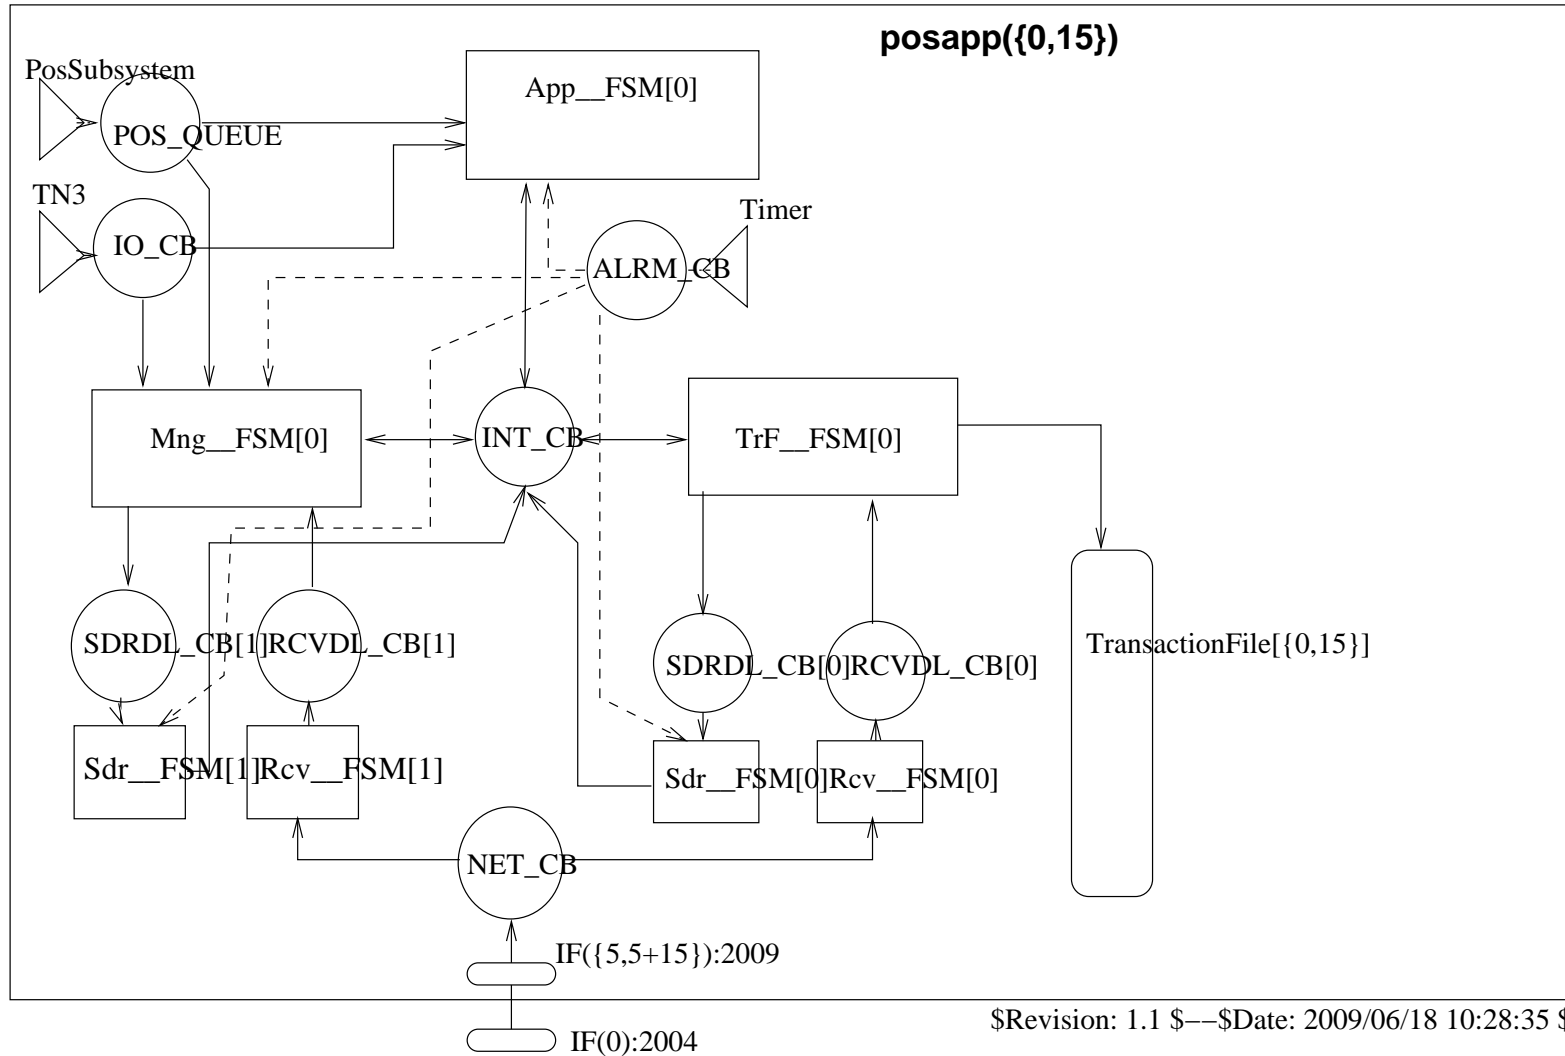 posapp({0,15})
PosSubsystem
App__FSM[0]
POS_QUEUE
TN3
Timer
IO_CB
ALRM_CB
Mng__FSM[0]
INT_CB
TrF__FSM[0]
SDRDL_CB[1]
RCVDL_CB[1]
SDRDL_CB[0]
RCVDL_CB[0]
TransactionFile[{0,15}]
Sdr__FSM[1]
Rcv__FSM[1]
Sdr__FSM[0]
Rcv__FSM[0]
NET_CB
IF({5,5+15}):2009
$Revision: 1.1 $−−$Date: 2009/06/18 10:28:35 $
IF(0):2004